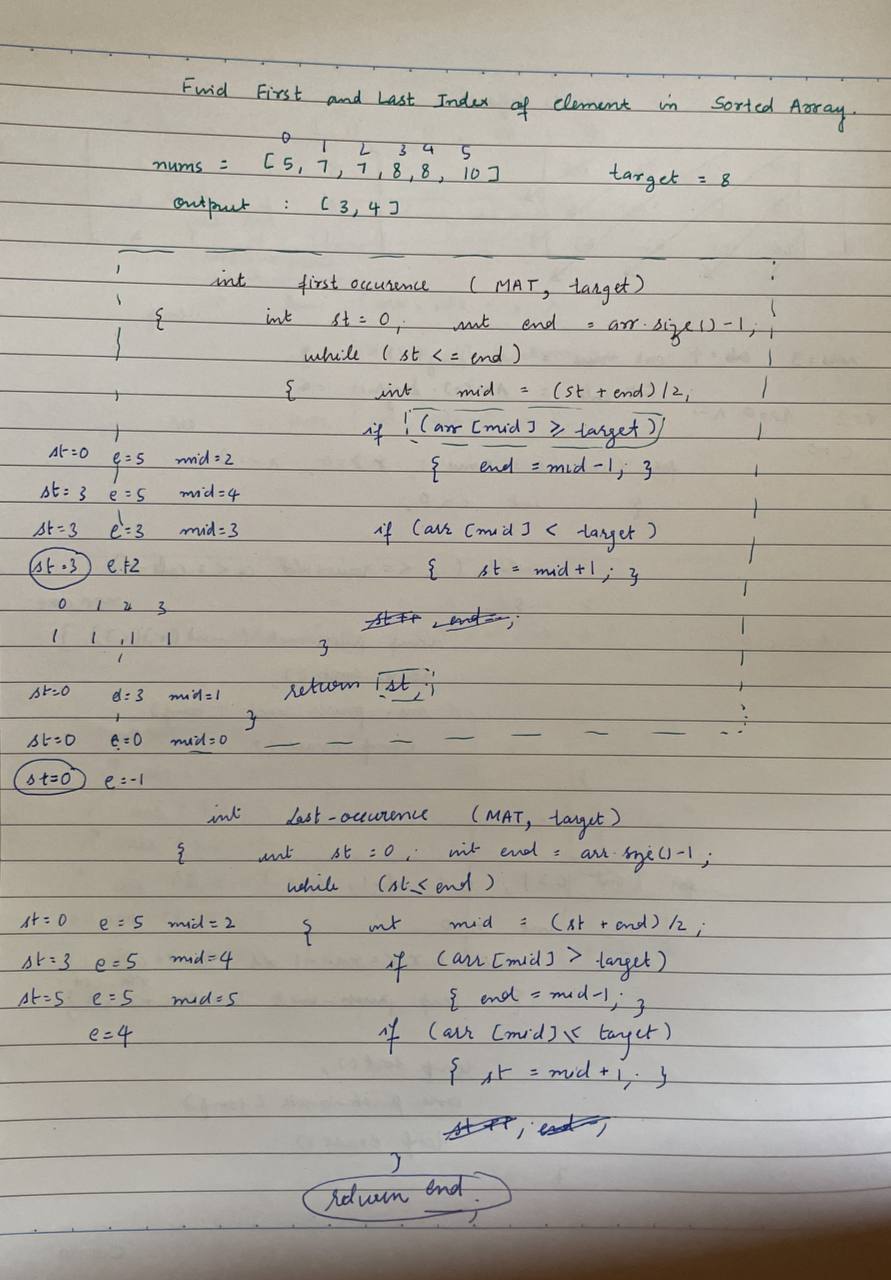 Find First and Last Index of element in Sorted Array.
0 1 2 3 4 5
nums = [5, 7, 7, 8, 8, 10] target = 8
output : [3, 4]
int first occurence (MAT, target)
{ int st = 0; int end = arr.size()-1;
while (st <= end)
{ int mid = (st + end)/2;
if (arr[mid] ≥ target)
st=0 e=5 mid=2 { end = mid-1; }
st=3 e=5 mid=4
st=3 e=3 mid=3 if (arr[mid] < target)
st=3 e=2 { st = mid+1; }
0 1 2 3
st++, end--;
1 1 1 1 }
st=0 e=3 mid=1 return st;
}
st=0 e=0 mid=0
st=0 e=-1
int Last-occurence (MAT, target)
{ int st = 0; int end = arr.size()-1;
while (st ≤ end)
st=0 e=5 mid=2 { int mid = (st + end)/2;
st=3 e=5 mid=4 if (arr[mid] > target)
st=5 e=5 mid=5 { end = mid-1; }
e=4 if (arr[mid] ≤ target)
{ st = mid+1; }
st++; end--;
}
return end;